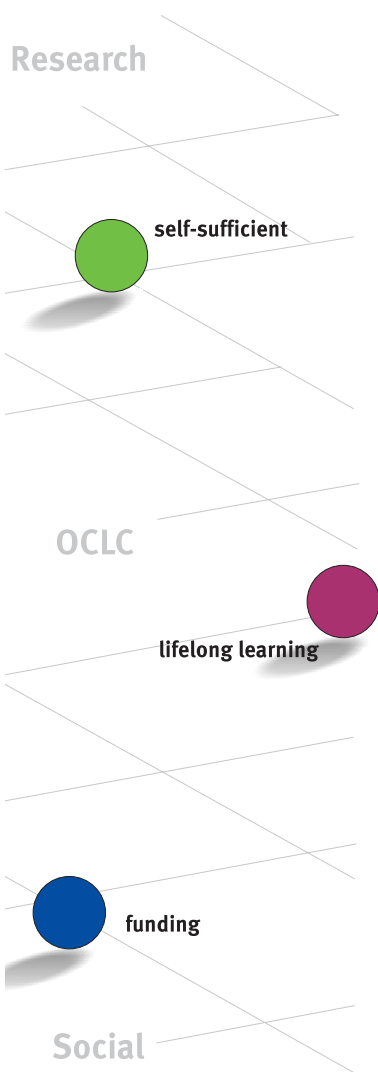 Research
self-sufficient
OCLC
lifelong learning
funding
Social